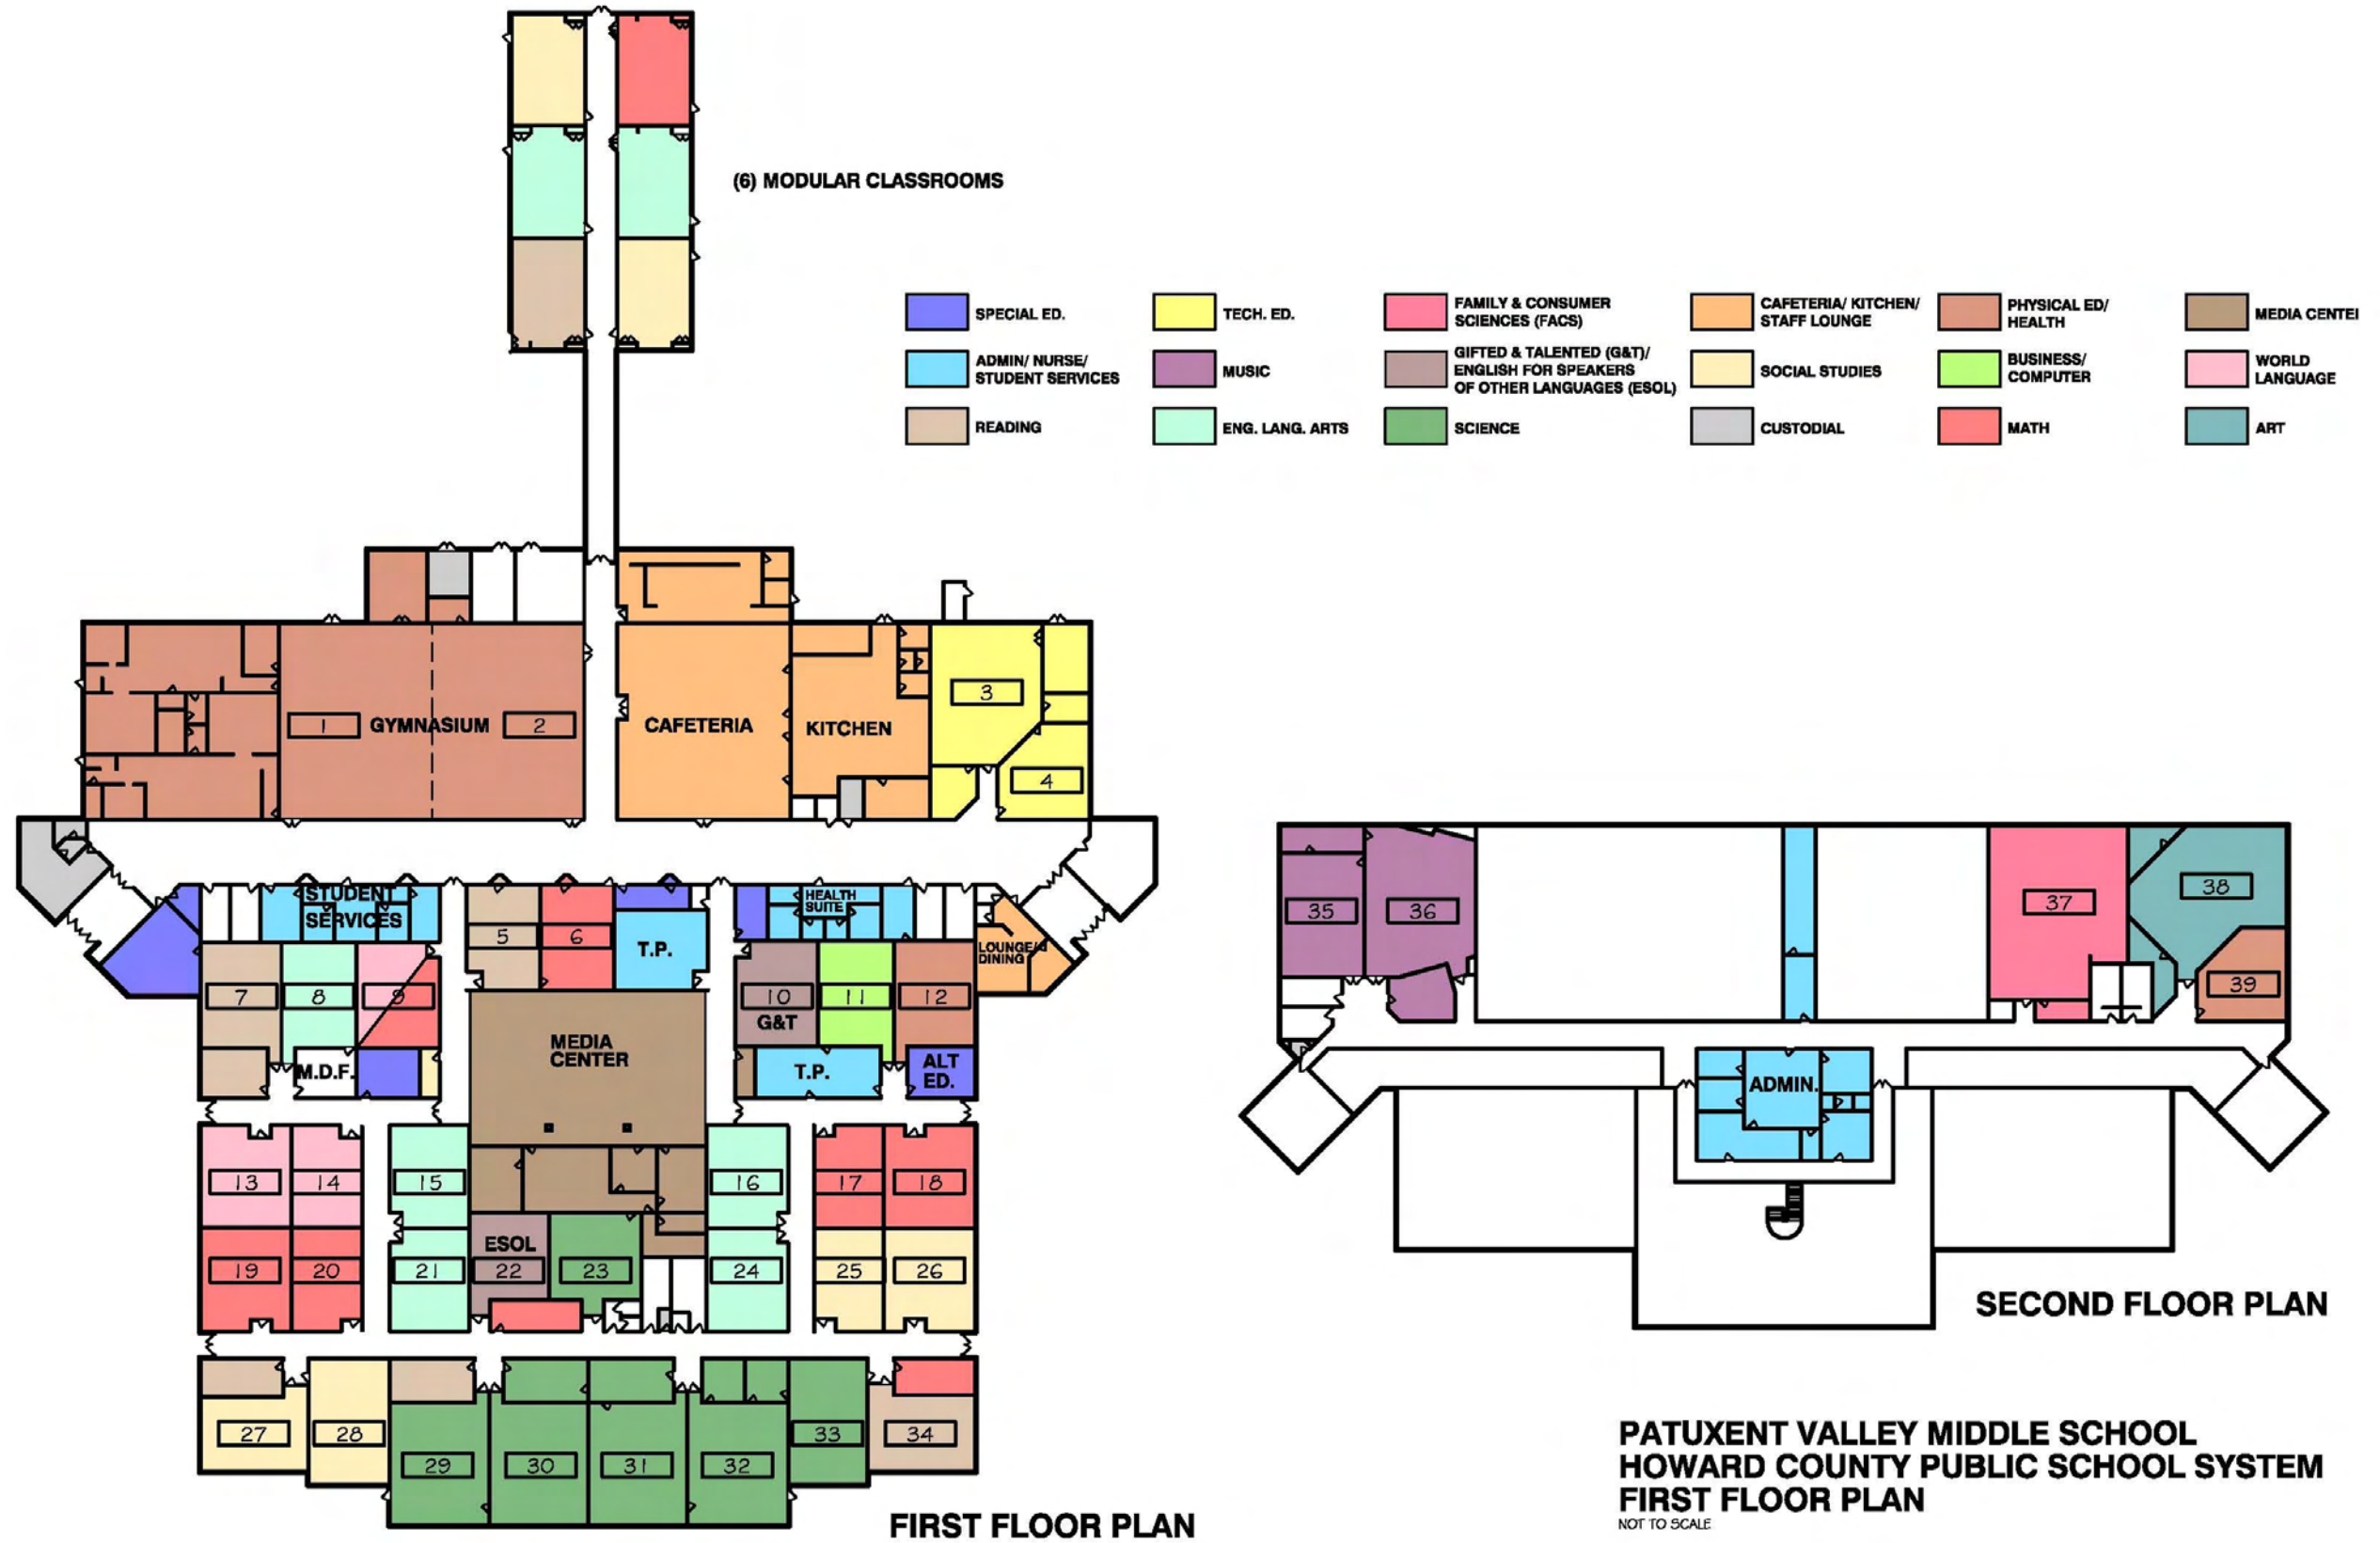 (6) MODULAR CLASSROOMS
SPECIAL ED.
TECH. ED.
FAMILY & CONSUMER
SCIENCES (FACS)
CAFETERIA/ KITCHEN/
STAFF LOUNGE
PHYSICAL ED/
HEALTH
MEDIA CENTEI
ADMIN/ NURSE/
STUDENT SERVICES
MUSIC
GIFTED & TALENTED (G&T)/
ENGLISH FOR SPEAKERS
OF OTHER LANGUAGES (ESOL)
SOCIAL STUDIES
BUSINESS/
COMPUTER
WORLD
LANGUAGE
READING
ENG. LANG. ARTS
SCIENCE
CUSTODIAL
MATH
ART
1
GYMNASIUM
2
CAFETERIA
KITCHEN
3
4
STUDENT
SERVICES
5
6
T.P.
HEALTH
SUITE
LOUNGE/
DINING
7
8
9
10
G&T
11
12
MEDIA
CENTER
M.D.F.
T.P.
ALT
ED.
13
14
15
16
17
18
19
20
21
ESOL
22
23
24
25
26
27
28
29
30
31
32
33
34
FIRST FLOOR PLAN
35
36
37
38
39
ADMIN.
SECOND FLOOR PLAN
PATUXENT VALLEY MIDDLE SCHOOL
HOWARD COUNTY PUBLIC SCHOOL SYSTEM
FIRST FLOOR PLAN
NOT TO SCALE